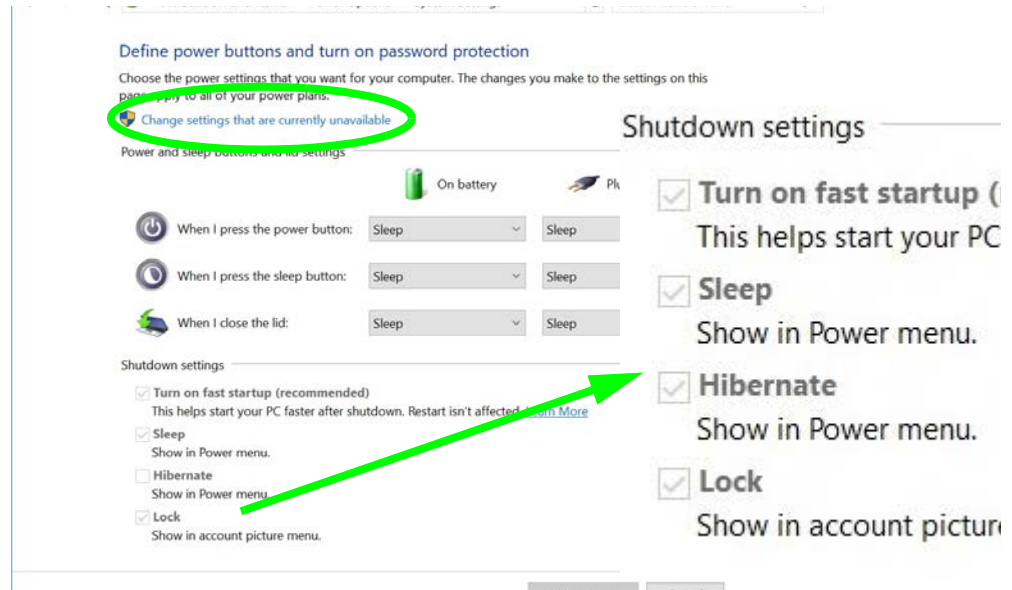 Define power buttons and turn on password protection
Choose the power settings that you want for your computer. The changes you make to the settings on this
page apply to all of your power plans.
Change settings that are currently unavailable
Power and sleep buttons and lid settings
On battery
When I press the power button: Sleep Sleep
When I press the sleep button: Sleep Sleep
When I close the lid: Sleep Sleep
Shutdown settings
Turn on fast startup (recommended)
This helps start your PC faster after shutdown. Restart isn't affected. Learn More
Sleep
Show in Power menu.
Hibernate
Show in Power menu.
Lock
Show in account picture menu.
Shutdown settings
Turn on fast startup (
This helps start your PC
Sleep
Show in Power menu.
Hibernate
Show in Power menu.
Lock
Show in account picture